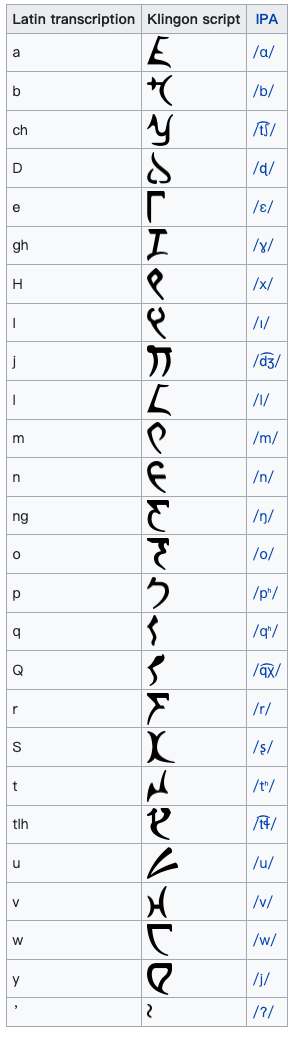 Latin transcription Klingon script IPA
a  /ɑ/
b  /b/
ch  /t͡ʃ/
D  /ɖ/
e  /ɛ/
gh  /ɣ/
H  /x/
I  /ɪ/
j  /d͡ʒ/
l  /l/
m  /m/
n  /n/
ng  /ŋ/
o  /o/
p  /pʰ/
q  /qʰ/
Q  /q͡χ/
r  /r/
S  /ʂ/
t  /tʰ/
tlh  /t͡ɬ/
u  /u/
v  /v/
w  /w/
y  /j/
’  /ʔ/